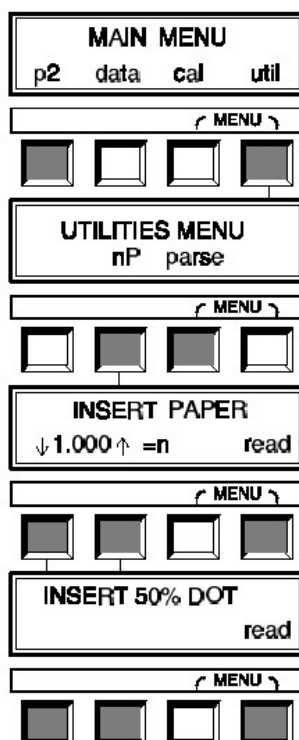 MAIN MENU
p2 data cal util
MENU
UTILITIES MENU
nP parse
MENU
INSERT PAPER
↓1.000↑ =n read
MENU
INSERT 50% DOT
read
MENU